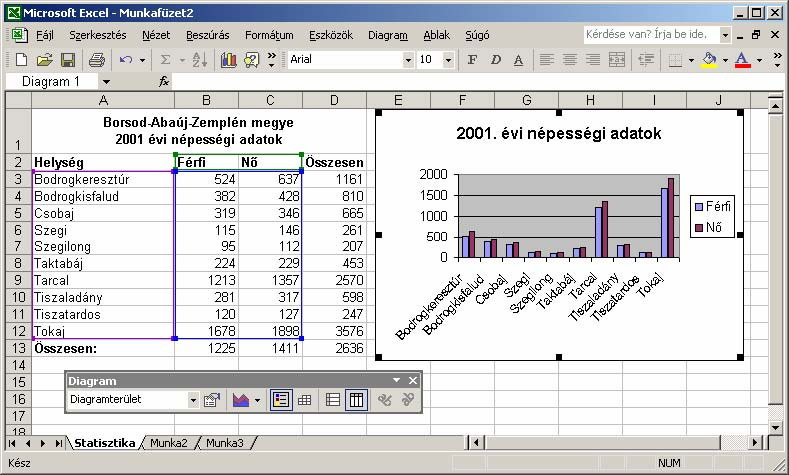 Microsoft Excel - Munkafüzet2
Fájl Szerkesztés Nézet Beszúrás Formátum Eszközök Diagram Ablak Súgó Kérdése van? Írja be ide.
Arial 10 F D A
Diagram 1 fx
A B C D E F G H I J
Borsod-Abaúj-Zemplén megye
1 2001 évi népességi adatok
2 Helység Férfi Nő Összesen
3 Bodrogkeresztúr 524 637 1161
4 Bodrogkisfalud 382 428 810
5 Csobaj 319 346 665
6 Szegi 115 146 261
7 Szegilong 95 112 207
8 Taktabáj 224 229 453
9 Tarcal 1213 1357 2570
10 Tiszaladány 281 317 598
11 Tiszatardos 120 127 247
12 Tokaj 1678 1898 3576
13 Összesen: 1225 1411 2636
14
15
16
17
18
2001. évi népességi adatok
2000
1500
1000
500
0
Bodrogkeresztúr
Bodrogkisfalud
Csobaj
Szegi
Szegilong
Taktabáj
Tarcal
Tiszaladány
Tiszatardos
Tokaj
Férfi
Nő
Diagram
Diagramterület
Statisztika Munka2 Munka3
Kész NUM